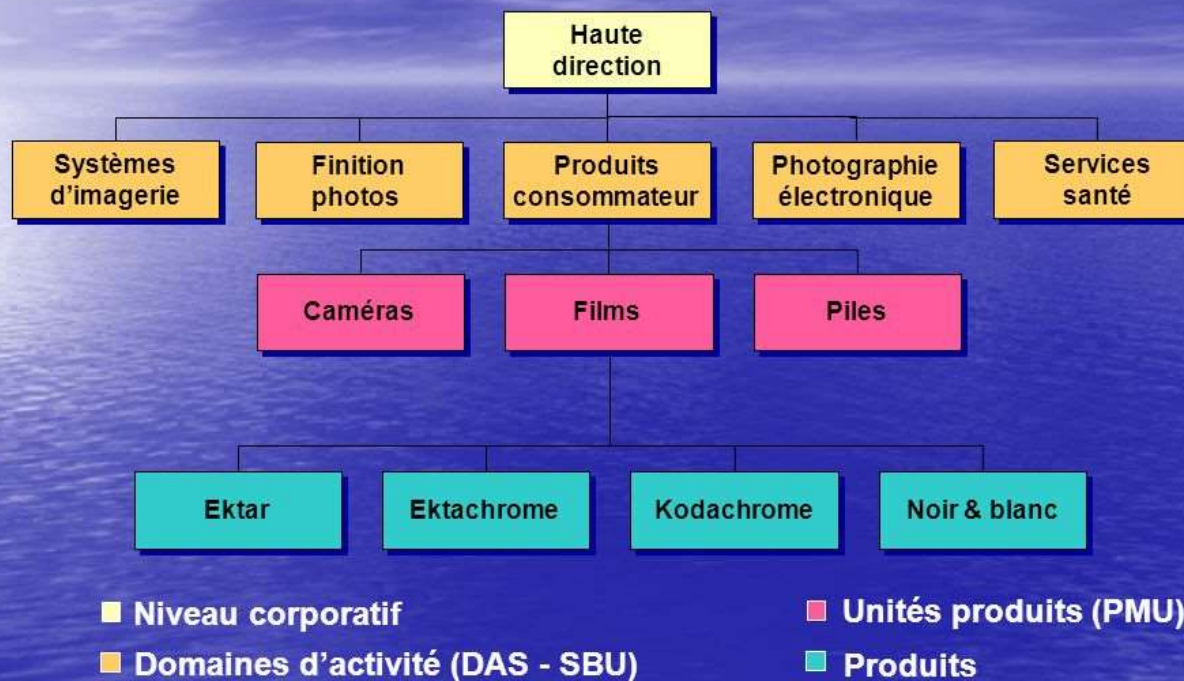 Haute
direction
Systèmes
d'imagerie
Finition
photos
Produits
consommateur
Photographie
électronique
Services
santé
Caméras
Films
Piles
Ektar
Ektachrome
Kodachrome
Noir & blanc
Niveau corporatif
Unités produits (PMU)
Domaines d'activité (DAS - SBU)
Produits